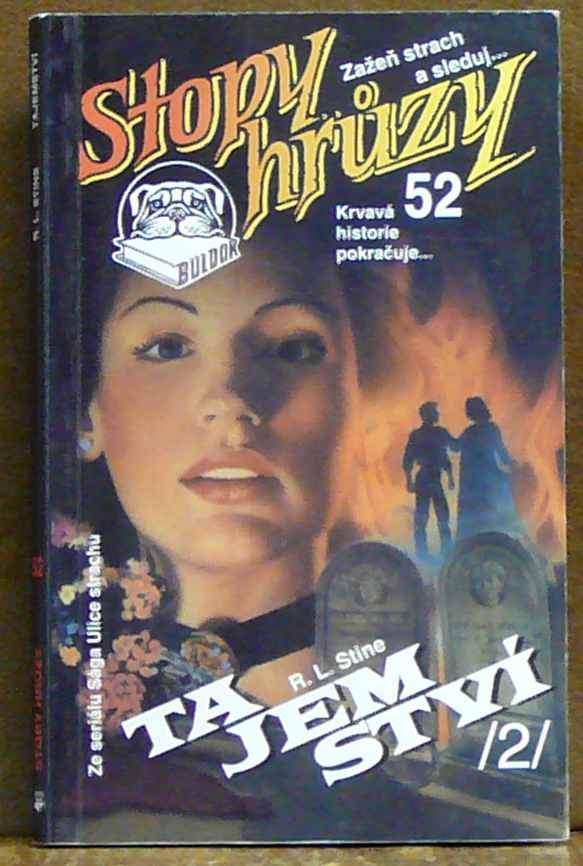 Stopy
hrůzy
Zažeň strach
a sleduj...
BULDOK
Krvavá
historie
pokračuje...
52
Ze seriálu Sága Ulice strachu
R. L. Stine
TA
JEM
STVÍ
/2/
TAJEMSTVÍ
R. L. STINE
52
STOPY HRŮZY